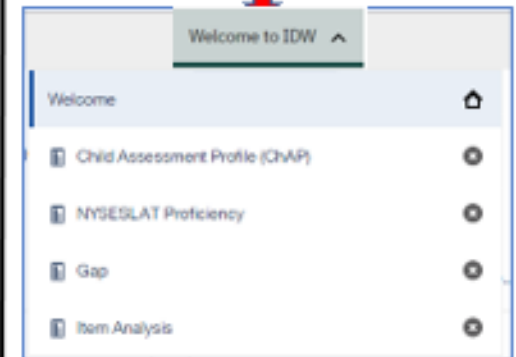 Welcome to IDW
Welcome
Child Assessment Profile (ChAP)
NYSESLAT Proficiency
Gap
Item Analysis